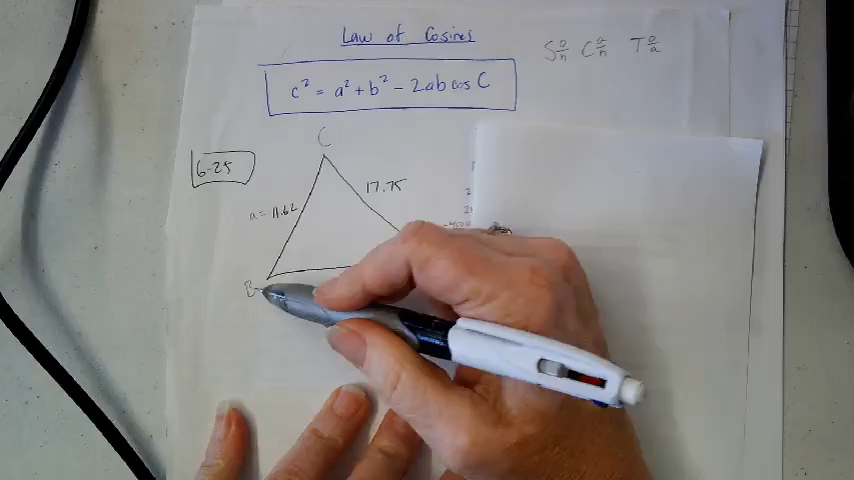 Law of Cosines
S o/h C a/h T o/a
c² = a² + b² - 2ab cos C
6-25
C
17.75
a = 11.62
B